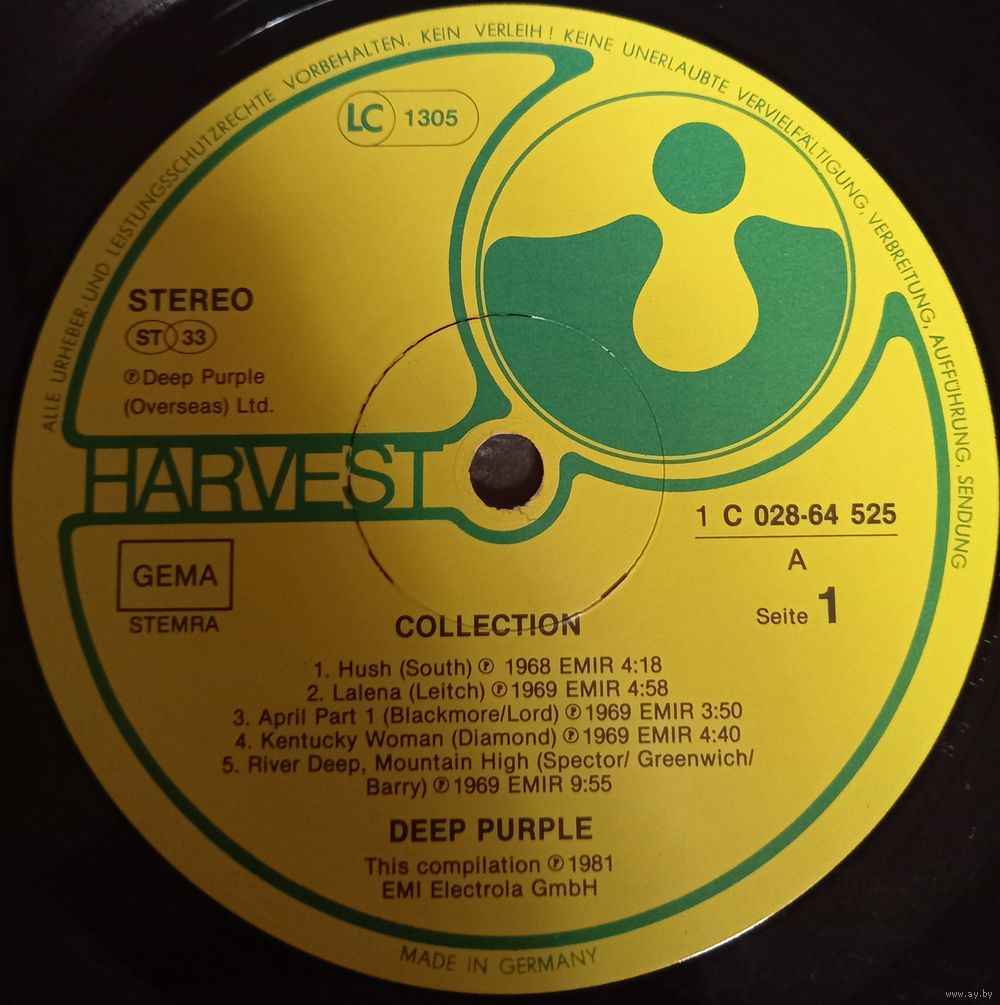 ALLE URHEBER- UND LEISTUNGSSCHUTZRECHTE VORBEHALTEN. KEIN VERLEIH! KEINE UNERLAUBTE VERVIELFÄLTIGUNG, VERBREITUNG, AUFFÜHRUNG, SENDUNG
LC 1305
STEREO
ST 33
℗ Deep Purple
(Overseas) Ltd.
HARVEST
1 C 028-64 525
A
Seite 1
GEMA
STEMRA
COLLECTION
1. Hush (South) ℗ 1968 EMIR 4:18
2. Lalena (Leitch) ℗ 1969 EMIR 4:58
3. April Part 1 (Blackmore/Lord) ℗ 1969 EMIR 3:50
4. Kentucky Woman (Diamond) ℗ 1969 EMIR 4:40
5. River Deep, Mountain High (Spector/ Greenwich/
Barry) ℗ 1969 EMIR 9:55
DEEP PURPLE
This compilation ℗ 1981
EMI Electrola GmbH
MADE IN GERMANY
www.ay.by